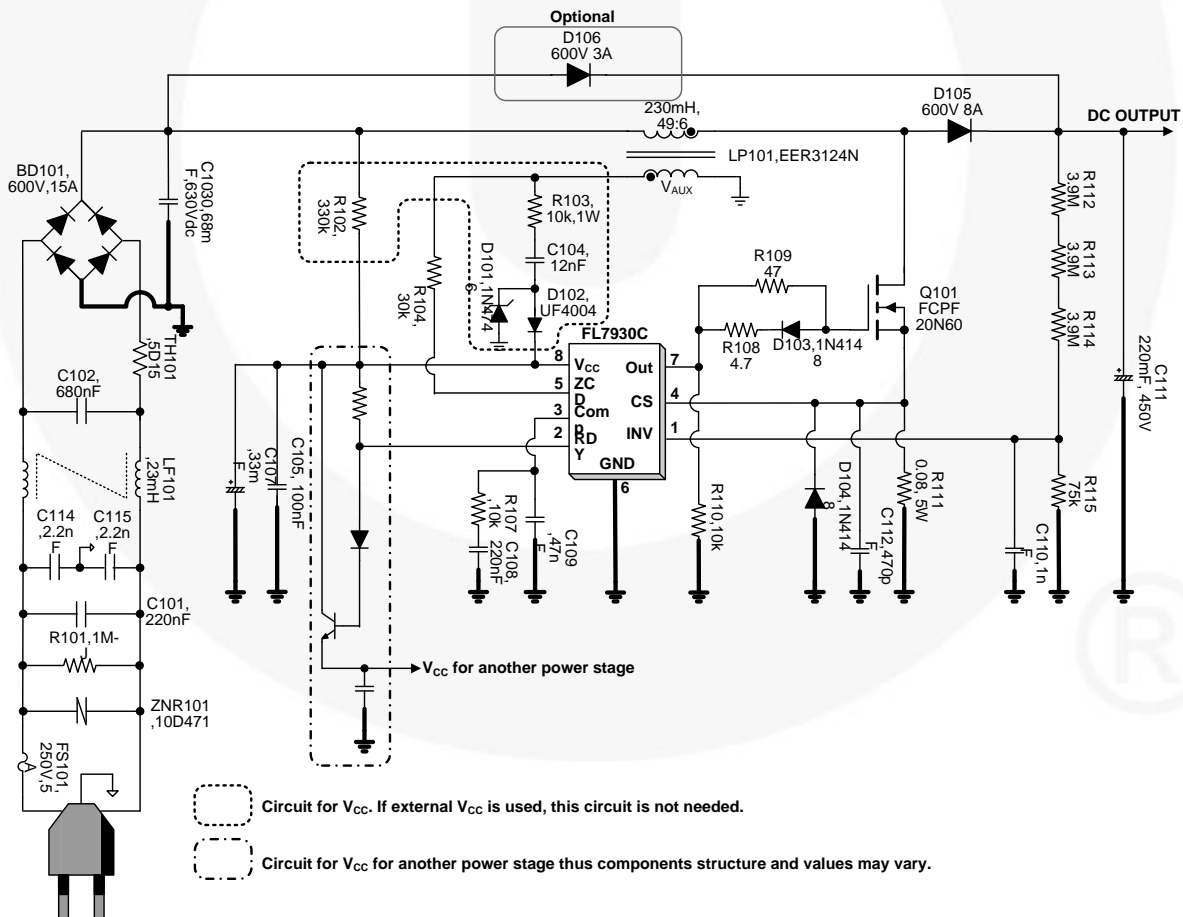 Optional
D106
600V 3A
D105
600V 8A
DC OUTPUT
230mH,
49:6
LP101,EER3124N
VAUX
BD101,
600V,15A
C1030,68m
F,630Vdc
R102,
330k
R103,
10k,1W
C104,
12nF
D101,1N474
6
D102,
UF4004
R104,
30k
R112
3.9M
R113
3.9M
R114
3.9M
R109
47
R108
4.7
D103,1N414
8
Q101
FCPF
20N60
TH101
,5D15
C102,
680nF
FL7930C
8
VCC
Out
7
5
ZC
D
CS
4
3
Com
p
INV
1
2
RD
Y
GND
6
C111
220mF, 450V
LF101
,23mH
C107
,33m
F
C105, 100nF
R107
,10k
C108,
220nF
C109
,47n
F
R110,10k
D104,1N414
8
C112,470p
F
R111
0.08, 5W
C110,1n
F
R115
75k
C114
,2.2n
F
C115
,2.2n
F
C101,
220nF
R101,1M-
J
ZNR101
,10D471
FS101,
250V,5
A
VCC for another power stage
Circuit for VCC. If external VCC is used, this circuit is not needed.
Circuit for VCC for another power stage thus components structure and values may vary.
®